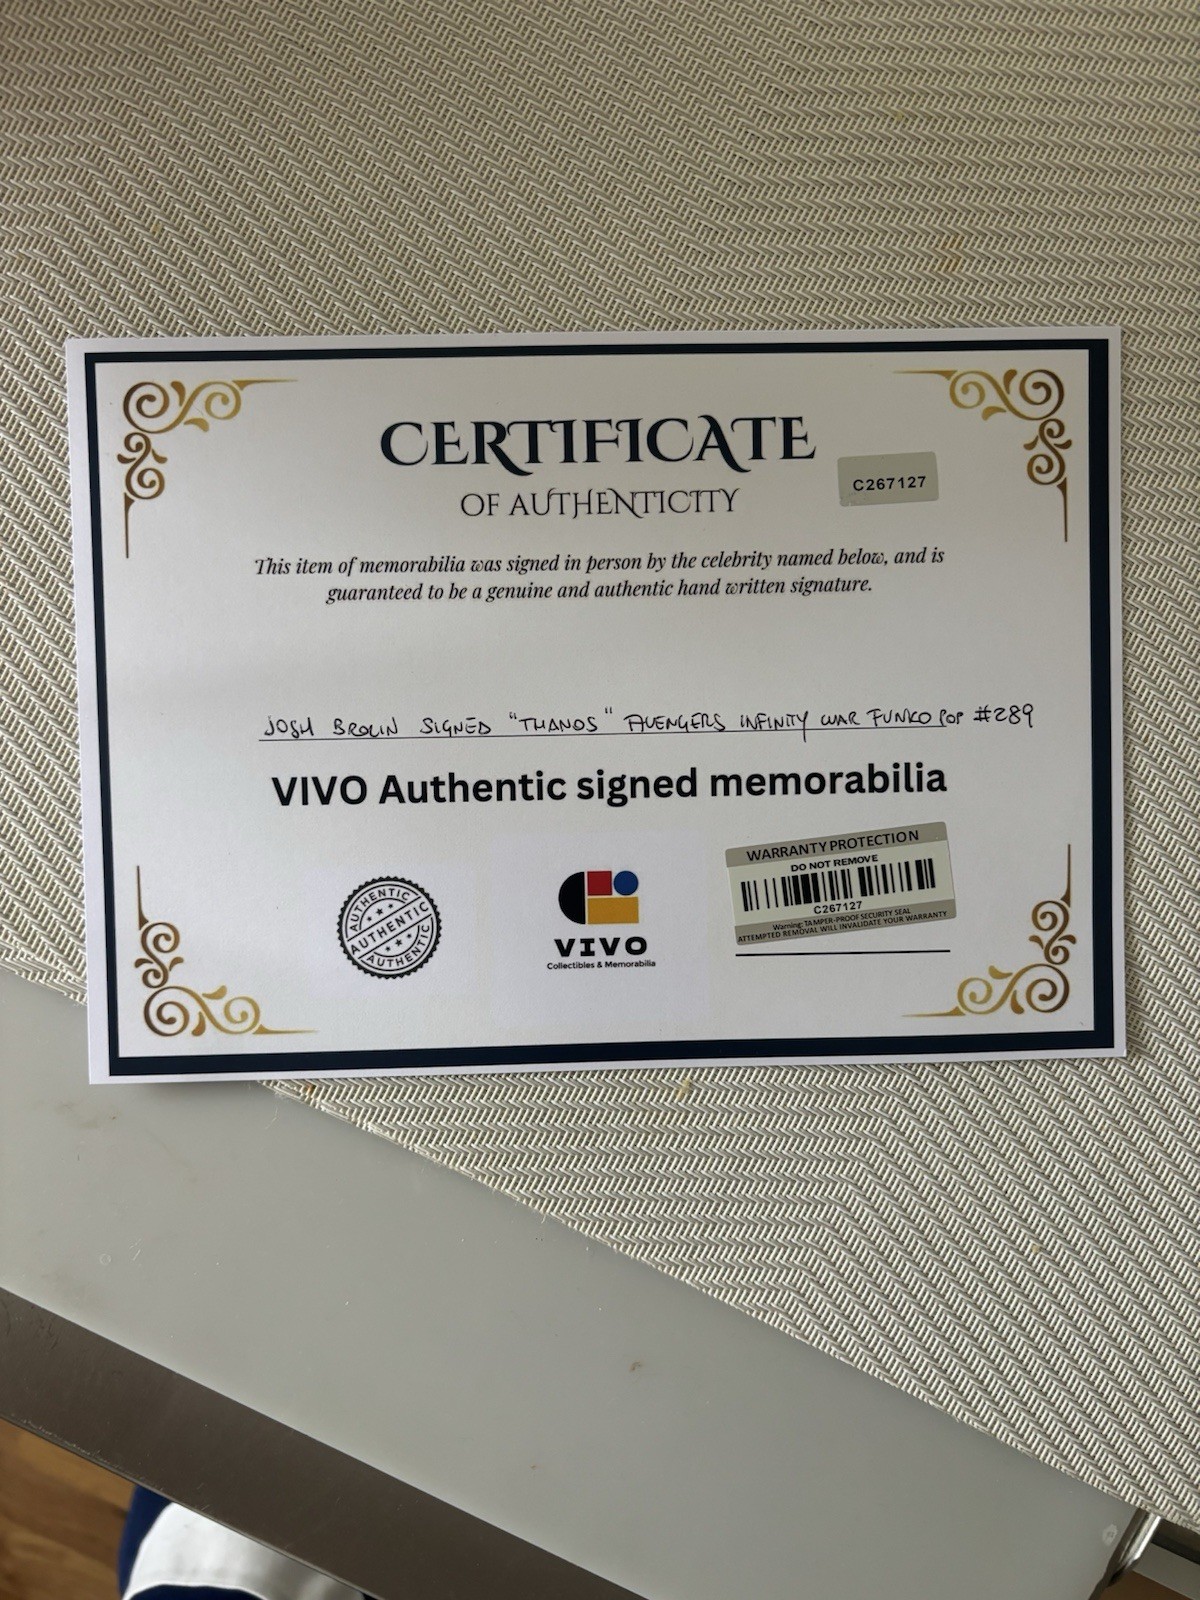 CERTIFICATE
OF AUTHENTICITY
C267127
This item of memorabilia was signed in person by the celebrity named below, and is
guaranteed to be a genuine and authentic hand written signature.
JOSH BROLIN SIGNED "THANOS" AVENGERS INFINITY WAR FUNKO POP #289
VIVO Authentic signed memorabilia
AUTHENTIC
AUTHENTIC
AUTHENTIC
VIVO
Collectibles & Memorabilia
WARRANTY PROTECTION
DO NOT REMOVE
C267127
Warning: TAMPER-PROOF SECURITY SEAL
ATTEMPTED REMOVAL WILL INVALIDATE YOUR WARRANTY